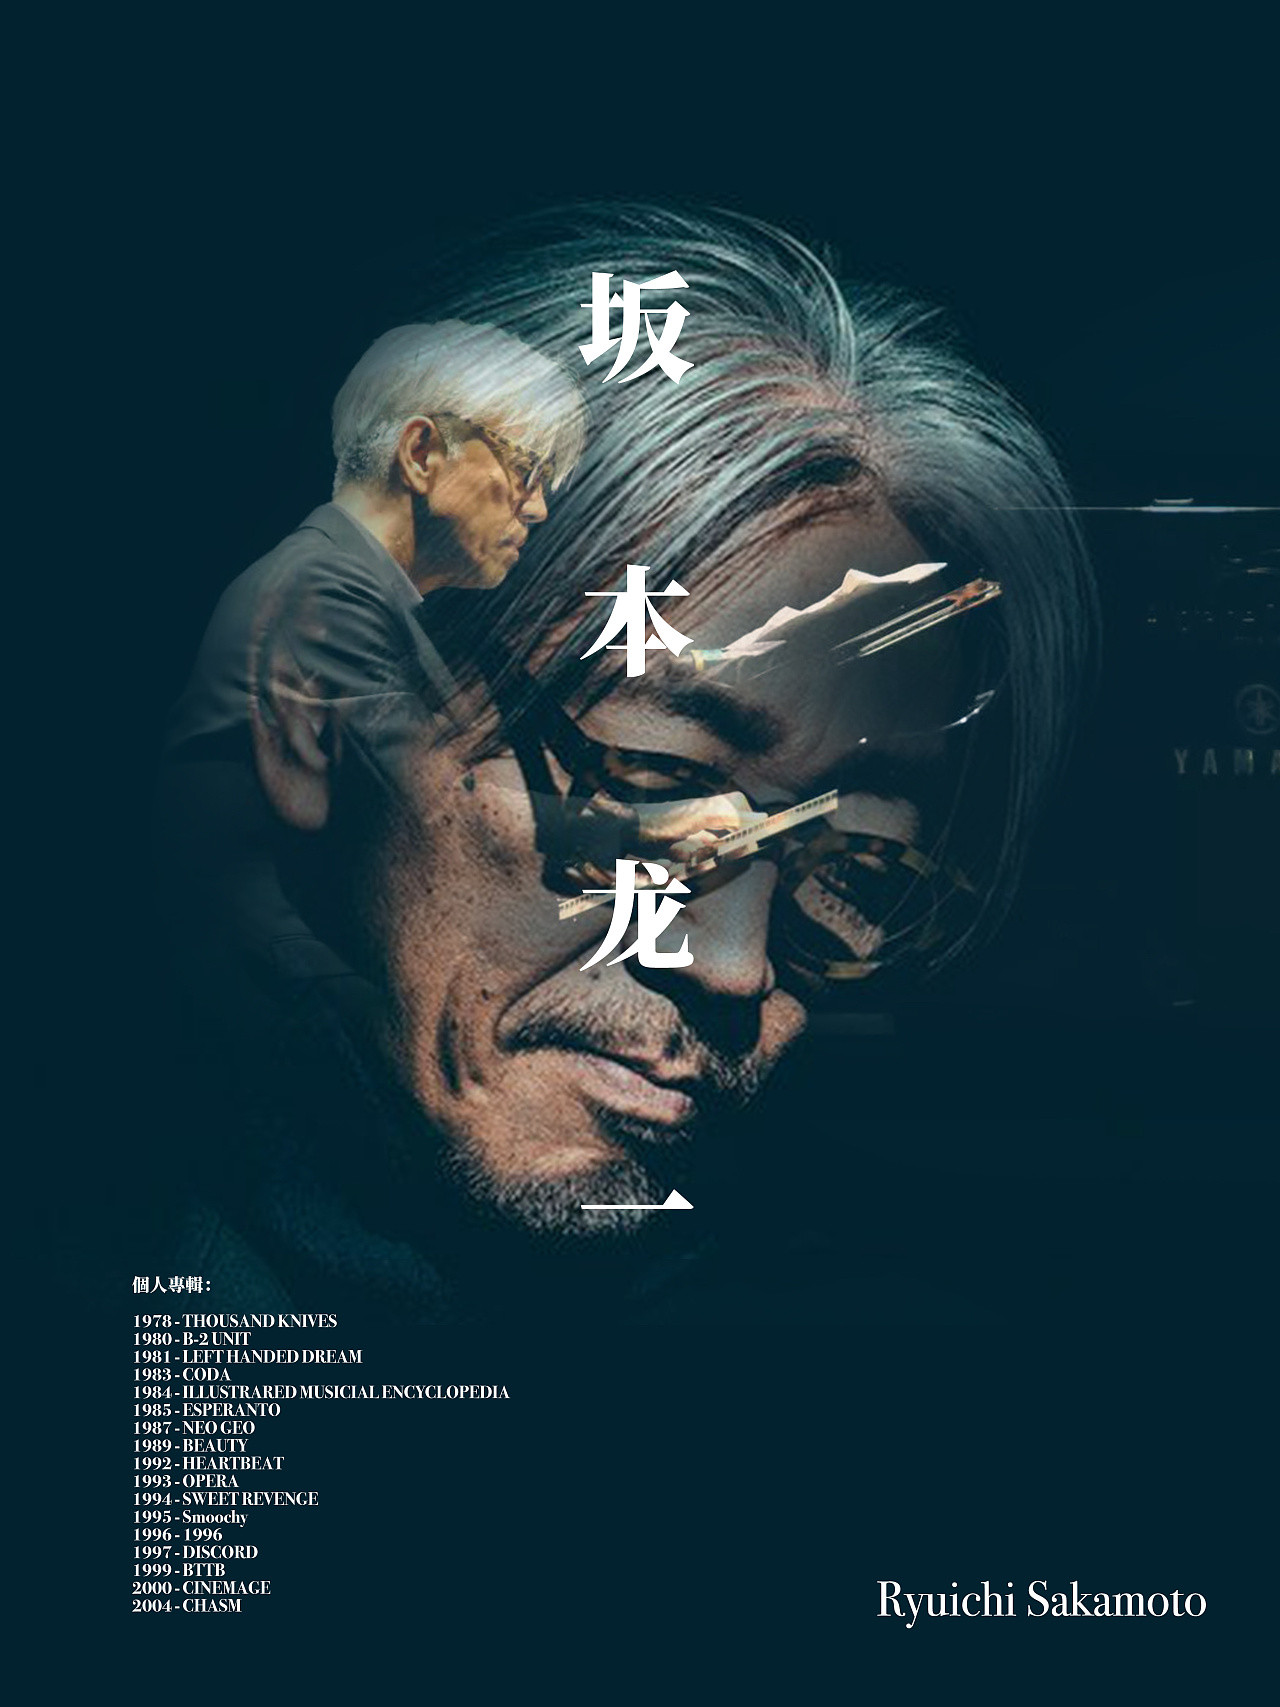 坂
本
龙
一
YAMA
個人專輯：
1978 - THOUSAND KNIVES
1980 - B-2 UNIT
1981 - LEFT HANDED DREAM
1983 - CODA
1984 - ILLUSTRARED MUSICIAL ENCYCLOPEDIA
1985 - ESPERANTO
1987 - NEO GEO
1989 - BEAUTY
1992 - HEARTBEAT
1993 - OPERA
1994 - SWEET REVENGE
1995 - Smoochy
1996 - 1996
1997 - DISCORD
1999 - BTTB
2000 - CINEMAGE
2004 - CHASM
Ryuichi Sakamoto